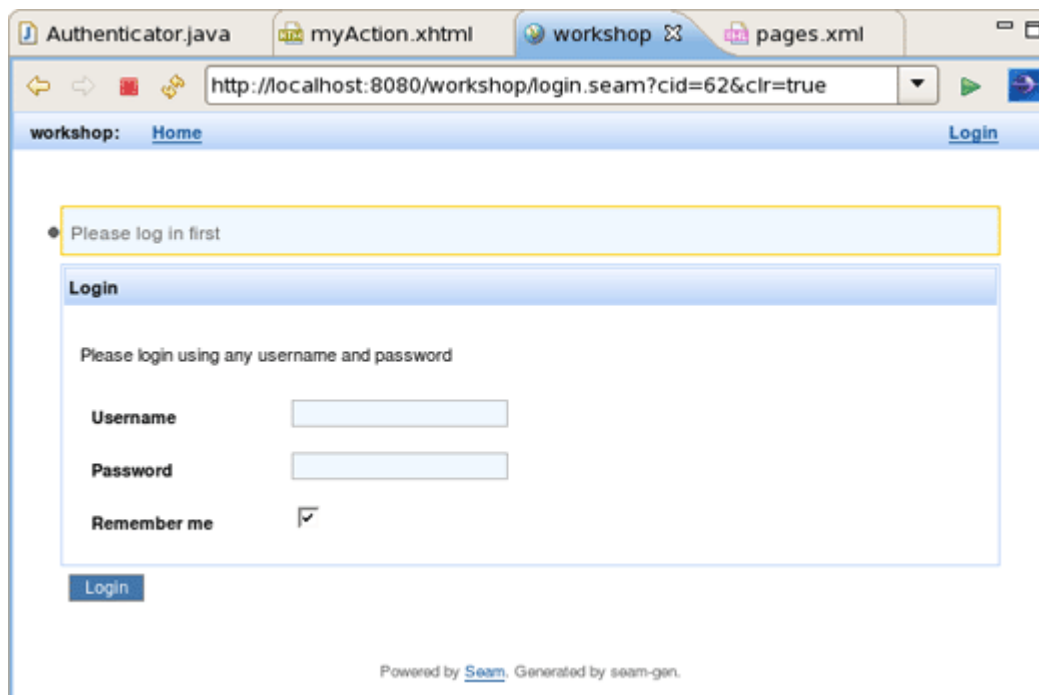 Authenticator.java myAction.xhtml workshop pages.xml
http://localhost:8080/workshop/login.seam?cid=62&clr=true
workshop: Home Login
Please log in first
Login
Please login using any username and password
Username
Password
Remember me
Login
Powered by Seam. Generated by seam-gen.